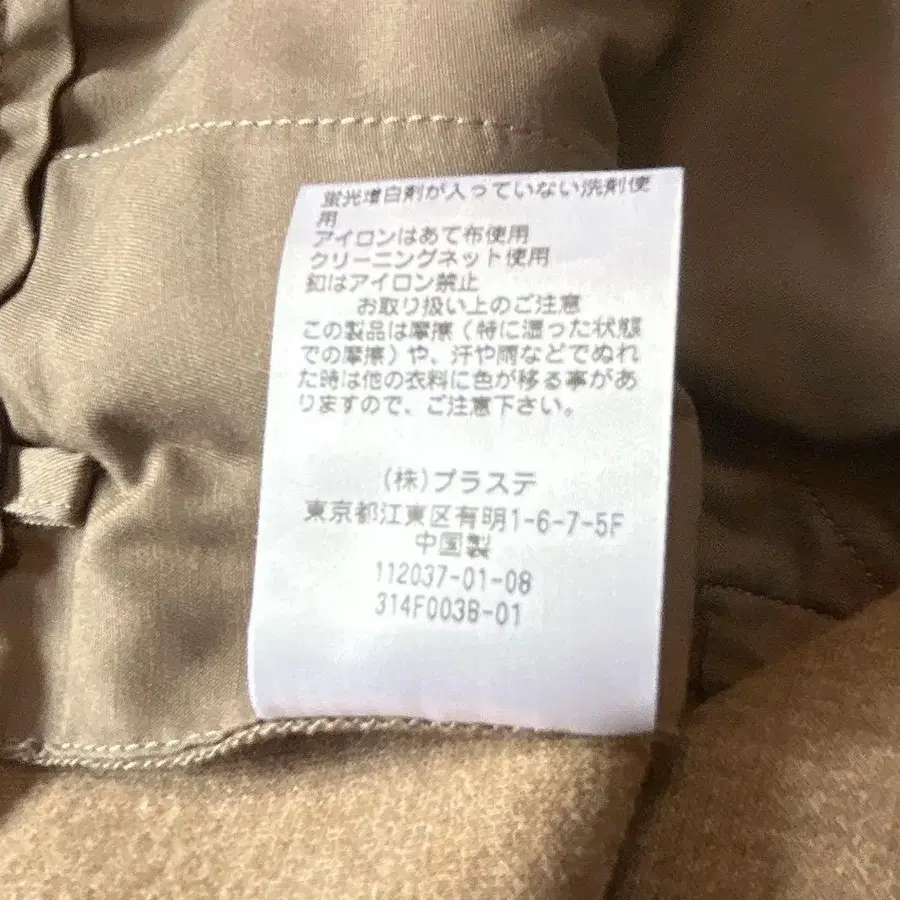 蛍光増白剤が入っていない洗剤使
用
アイロンはあて布使用
クリーニングネット使用
釦はアイロン禁止
お取り扱い上のご注意
この製品は摩擦(特に湿った状態
での摩擦)や、汗や雨などでぬれ
た時は他の衣料に色が移る事があ
りますので、ご注意下さい。
(株)プラステ
東京都江東区有明1-6-7-5F
中国製
112037-01-08
314F003B-01